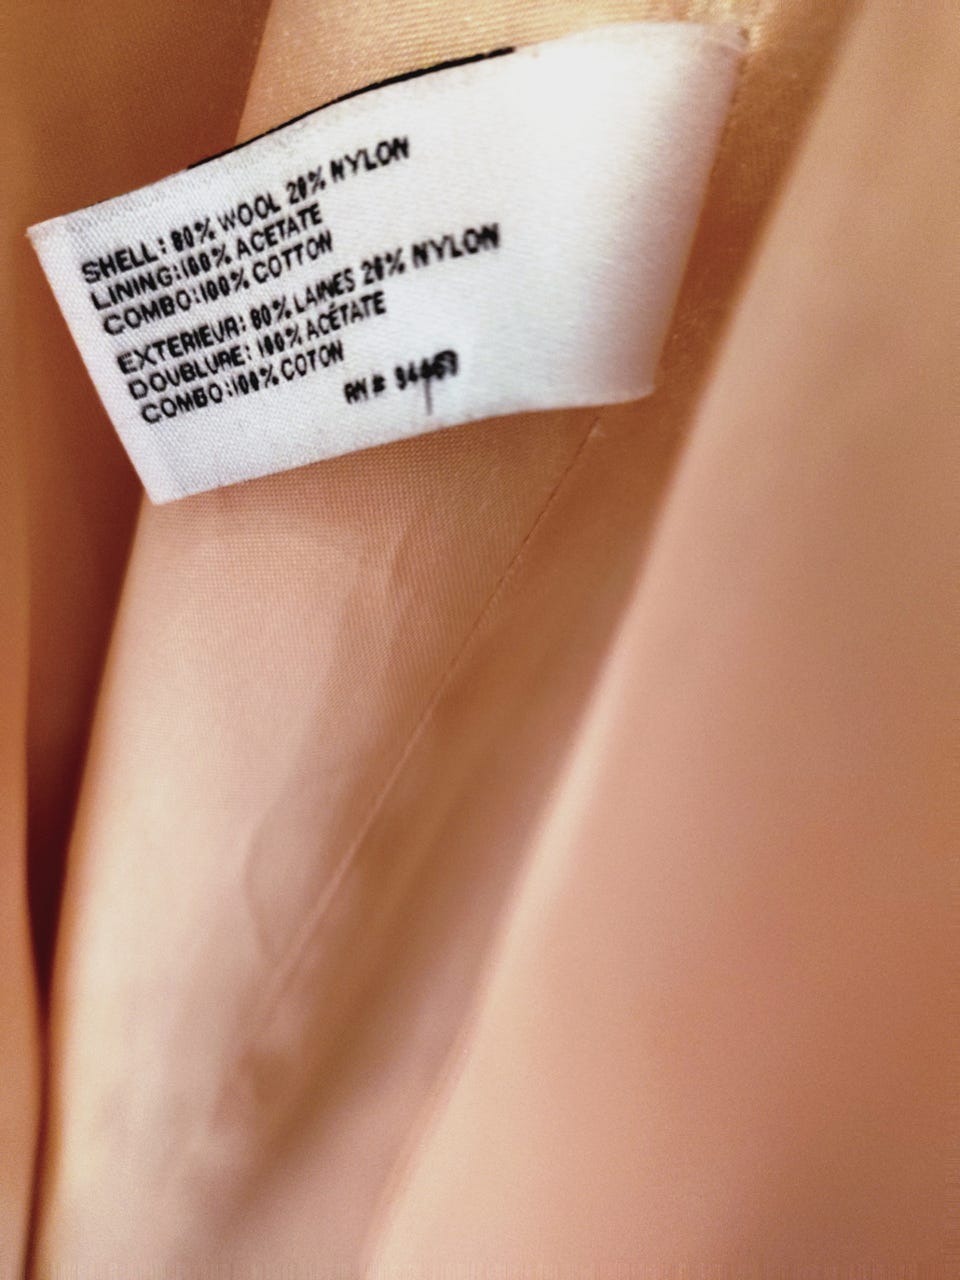 SHELL: 80% WOOL 20% NYLON
LINING:100% ACETATE
COMBO:100% COTTON
EXTERIEUR: 80% LAINES 20% NYLON
DOUBLURE: 100% ACÉTATE
COMBO:100% COTON
RN #